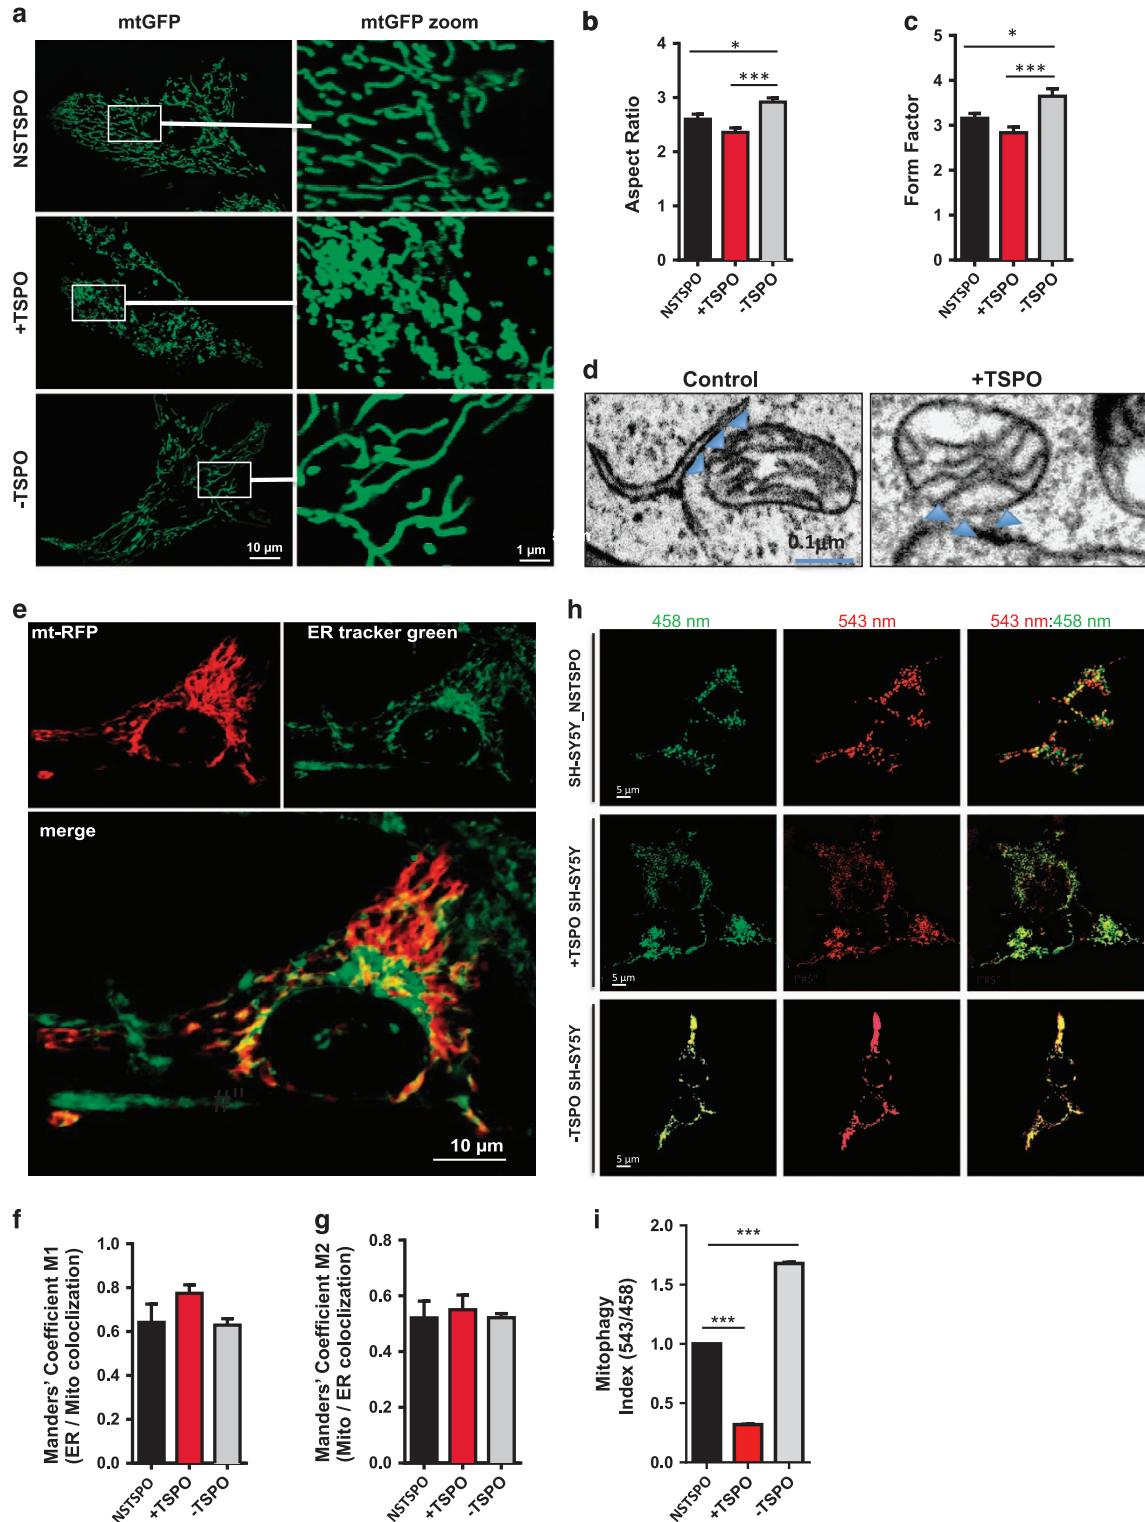 a
mtGFP
mtGFP zoom
NSTSPO
+TSPO
-TSPO
10 µm
1 µm
b
Aspect Ratio
4
3
2
1
0
*
***
NSTSPO
+TSPO
-TSPO
c
Form Factor
5
4
3
2
1
0
*
***
NSTSPO
+TSPO
-TSPO
d
Control
+TSPO
0.1µm
e
mt-RFP
ER tracker green
merge
#"
10 µm
h
458 nm
543 nm
543 nm:458 nm
SH-SY5Y_NSTSPO
5 µm
+TSPO SH-SY5Y
5 µm
-TSPO SH-SY5Y
5 µm
f
Manders' Coefficient M1
(ER / Mito coloclization)
1.0
0.8
0.6
0.4
0.2
0.0
NSTSPO
+TSPO
-TSPO
g
Manders' Coefficient M2
(Mito / ER coloclization)
0.8
0.6
0.4
0.2
0.0
NSTSPO
+TSPO
-TSPO
i
Mitophagy
Index (543/458)
2.0
1.5
1.0
0.5
0.0
***
***
NSTSPO
+TSPO
-TSPO